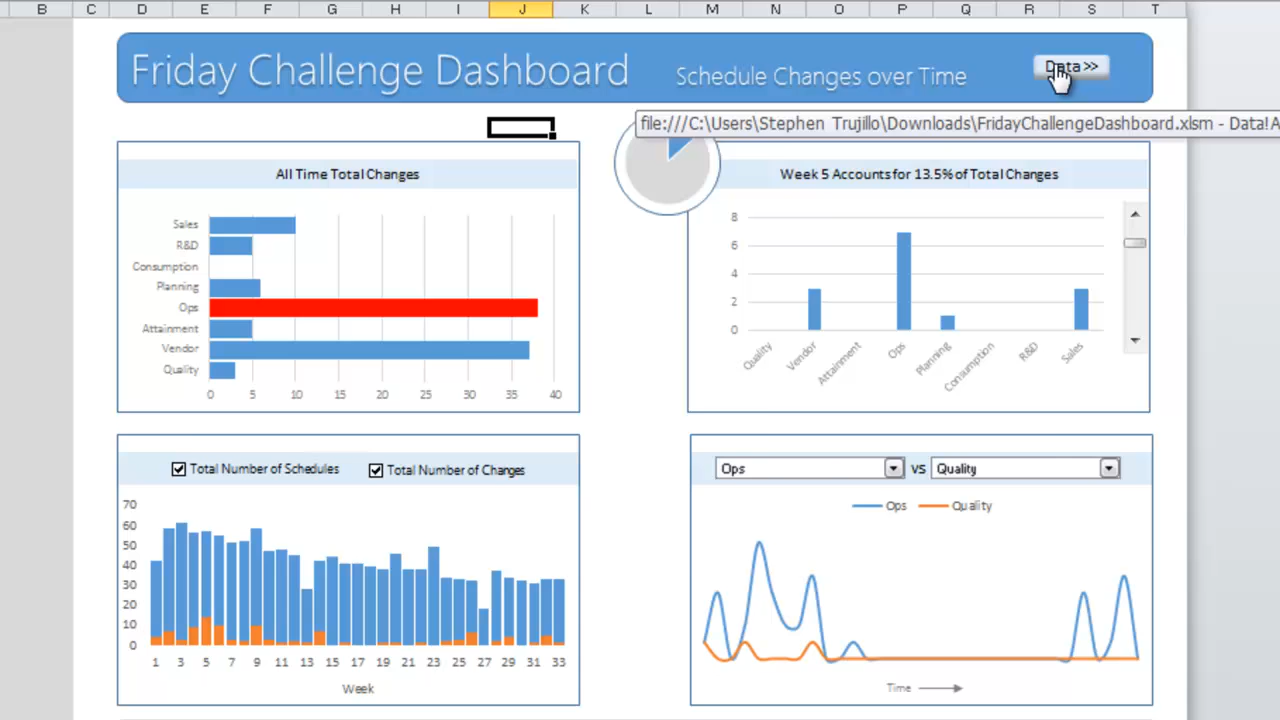 B C D E F G H I J K L M N O P Q R S T
Friday Challenge Dashboard
Schedule Changes over Time
Data >>
file:///C:\Users\Stephen Trujillo\Downloads\FridayChallengeDashboard.xlsm - Data!A
All Time Total Changes
Sales
R&D
Consumption
Planning
Ops
Attainment
Vendor
Quality
0 5 10 15 20 25 30 35 40
Week 5 Accounts for 13.5% of Total Changes
8
6
4
2
0
Quality Vendor Attainment Ops Planning Consumption R&D Sales
Total Number of Schedules Total Number of Changes
70
60
50
40
30
20
10
0
1 3 5 7 9 11 13 15 17 19 21 23 25 27 29 31 33
Week
Ops vs Quality
Ops Quality
Time